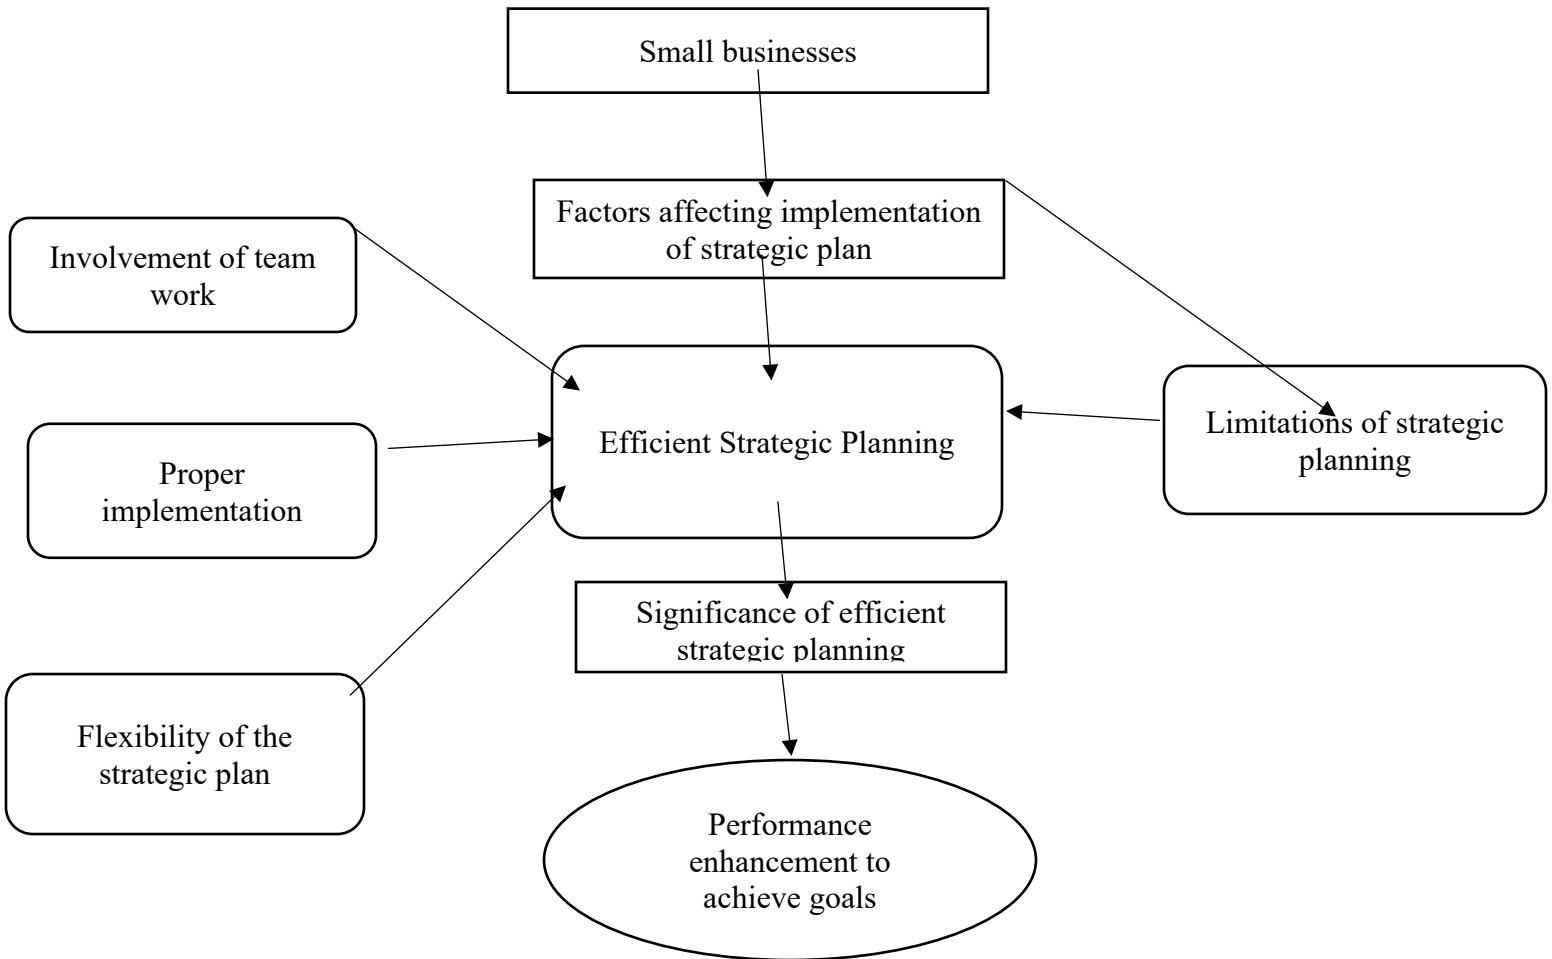 Small businesses
Factors affecting implementation
of strategic plan
Involvement of team
work
Efficient Strategic Planning
Limitations of strategic
planning
Proper
implementation
Significance of efficient
strategic planning
Flexibility of the
strategic plan
Performance
enhancement to
achieve goals